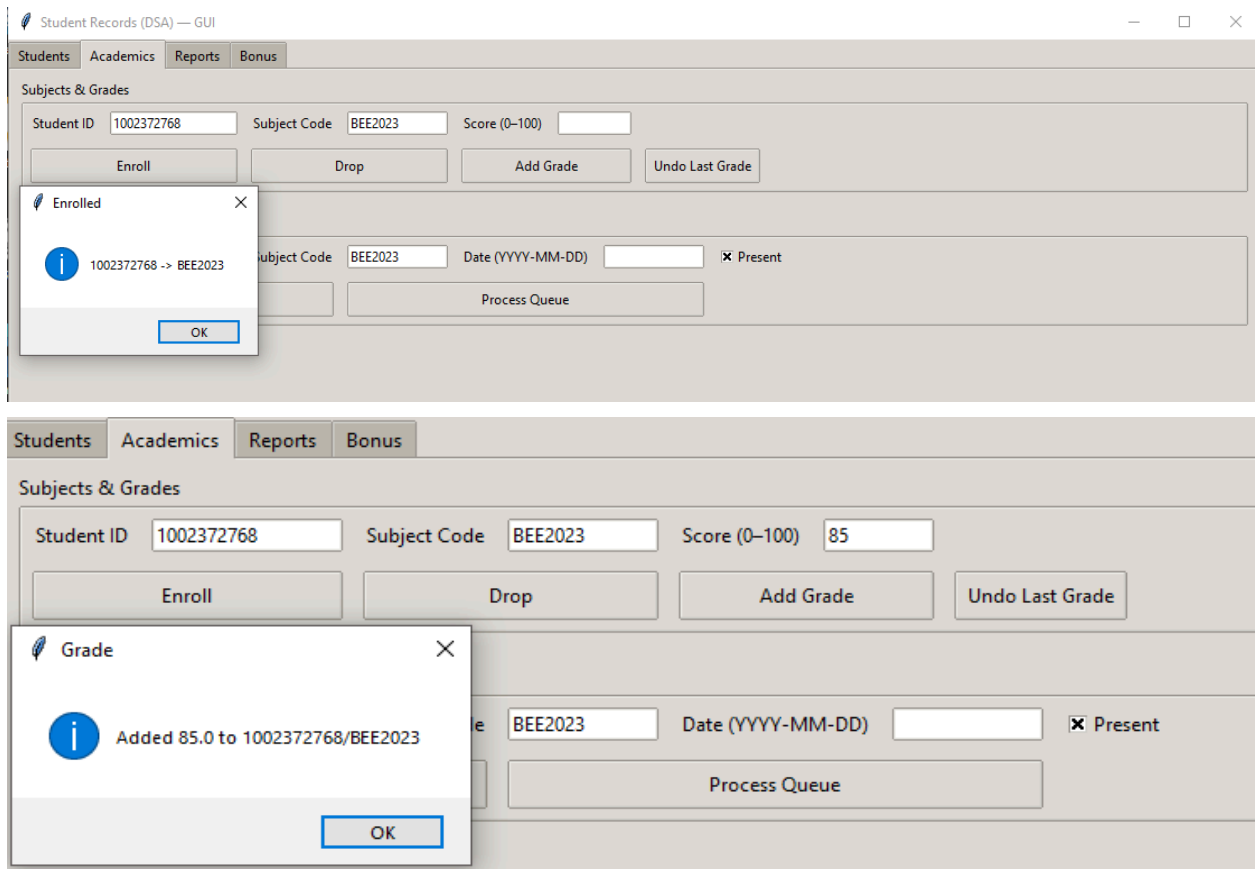 Student Records (DSA) — GUI
Students Academics Reports Bonus
Subjects & Grades
Student ID 1002372768 Subject Code BEE2023 Score (0–100)
Enroll Drop Add Grade Undo Last Grade
Enrolled
1002372768 -> BEE2023
Subject Code BEE2023 Date (YYYY-MM-DD) Present
Process Queue
OK
Students Academics Reports Bonus
Subjects & Grades
Student ID 1002372768 Subject Code BEE2023 Score (0–100) 85
Enroll Drop Add Grade Undo Last Grade
Grade
Added 85.0 to 1002372768/BEE2023
BEE2023 Date (YYYY-MM-DD) Present
Process Queue
OK